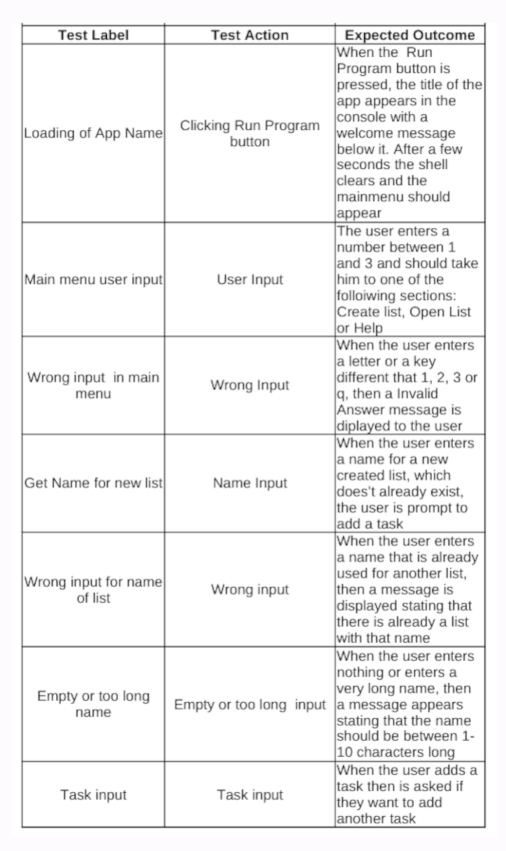 Test Label Test Action Expected Outcome
Loading of App Name
Clicking Run Program
button
When the Run
Program button is
pressed, the title of the
app appears in the
console with a
welcome message
below it. After a few
seconds the shell
clears and the
mainmenu should
appear
Main menu user input
User Input
The user enters a
number between 1
and 3 and should take
him to one of the
folloiwing sections:
Create list, Open List
or Help
Wrong input in main
menu
Wrong Input
When the user enters
a letter or a key
different that 1, 2, 3 or
q, then a Invalid
Answer message is
diplayed to the user
Get Name for new list
Name Input
When the user enters
a name for a new
created list, which
does't already exist,
the user is prompt to
add a task
Wrong input for name
of list
Wrong input
When the user enters
a name that is already
used for another list,
then a message is
displayed stating that
there is already a list
with that name
Empty or too long
name
Empty or too long input
When the user enters
nothing or enters a
very long name, then
a message appears
stating that the name
should be between 1-
10 characters long
Task input
Task input
When the user adds a
task then is asked if
they want to add
another task